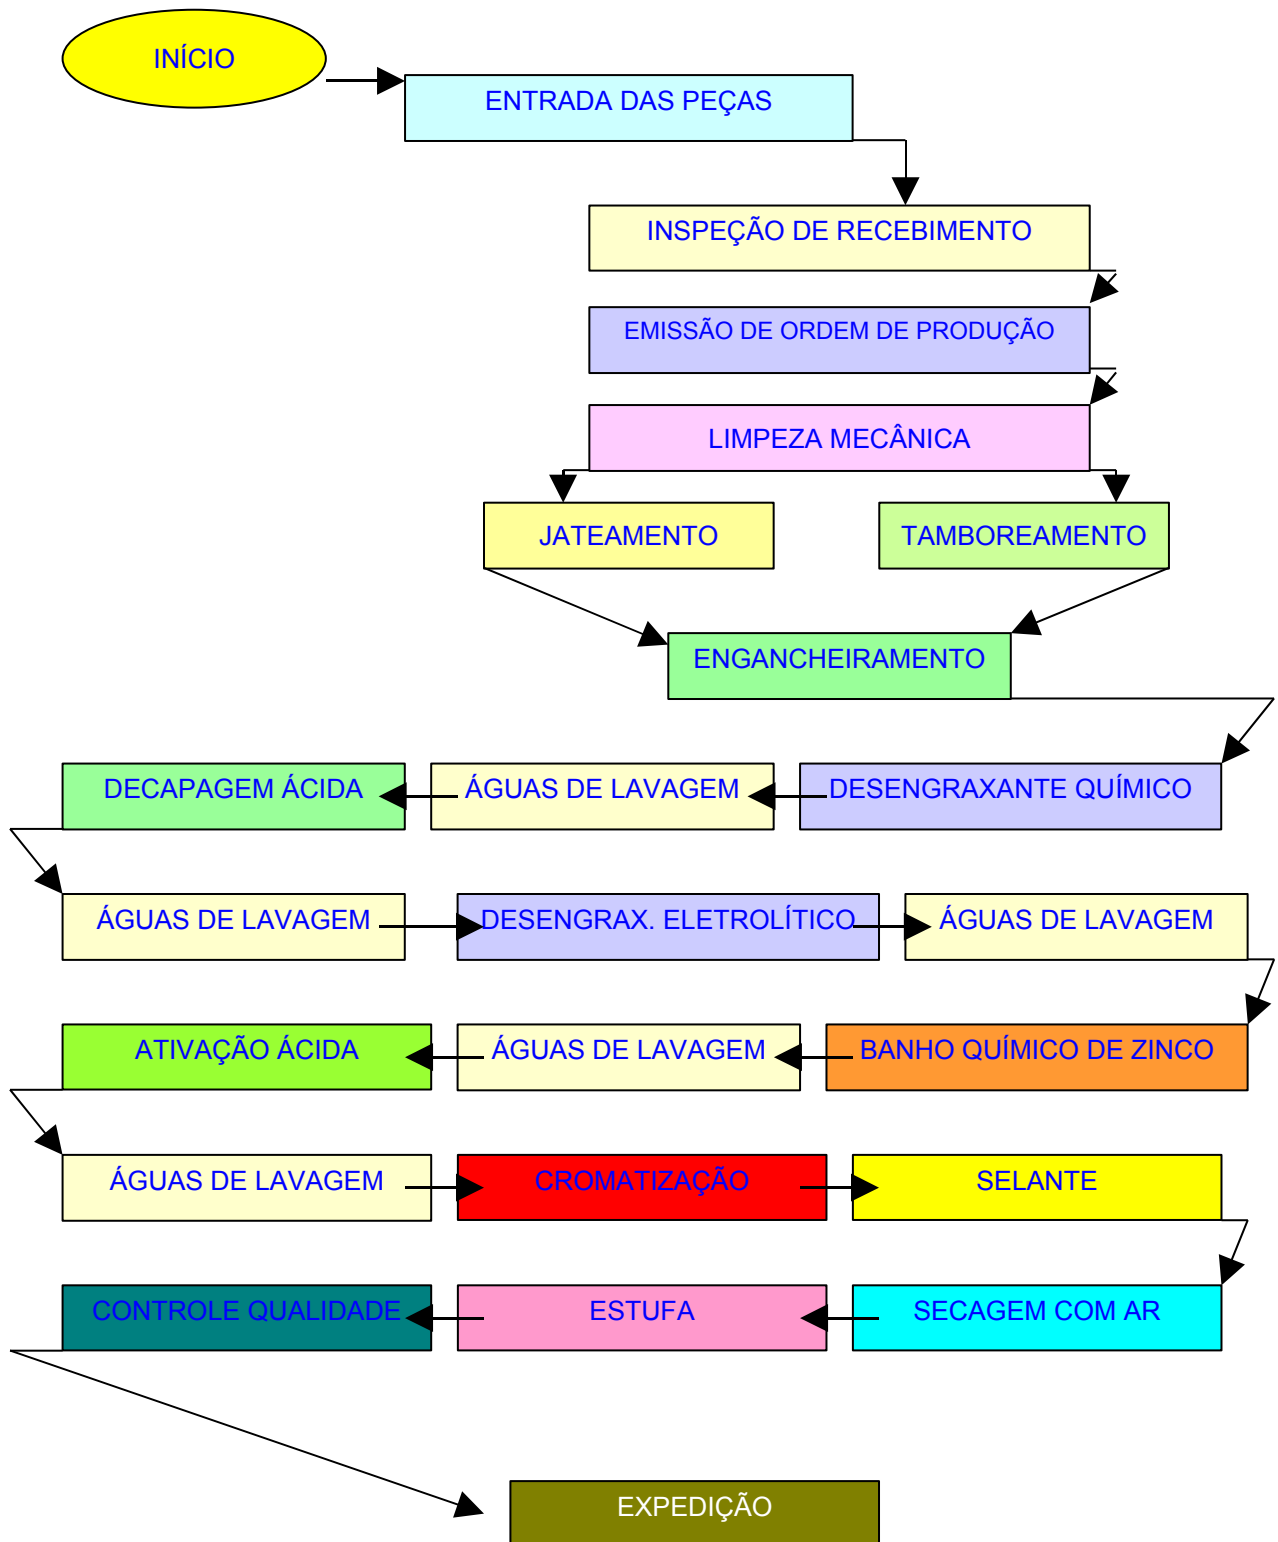 INÍCIO
ENTRADA DAS PEÇAS
INSPEÇÃO DE RECEBIMENTO
EMISSÃO DE ORDEM DE PRODUÇÃO
LIMPEZA MECÂNICA
JATEAMENTO
TAMBOREAMENTO
ENGANCHEIRAMENTO
DECAPAGEM ÁCIDA
ÁGUAS DE LAVAGEM
DESENGRAXANTE QUÍMICO
ÁGUAS DE LAVAGEM
DESENGRAX. ELETROLÍTICO
ÁGUAS DE LAVAGEM
ATIVAÇÃO ÁCIDA
ÁGUAS DE LAVAGEM
BANHO QUÍMICO DE ZINCO
ÁGUAS DE LAVAGEM
CROMATIZAÇÃO
SELANTE
CONTROLE QUALIDADE
ESTUFA
SECAGEM COM AR
EXPEDIÇÃO